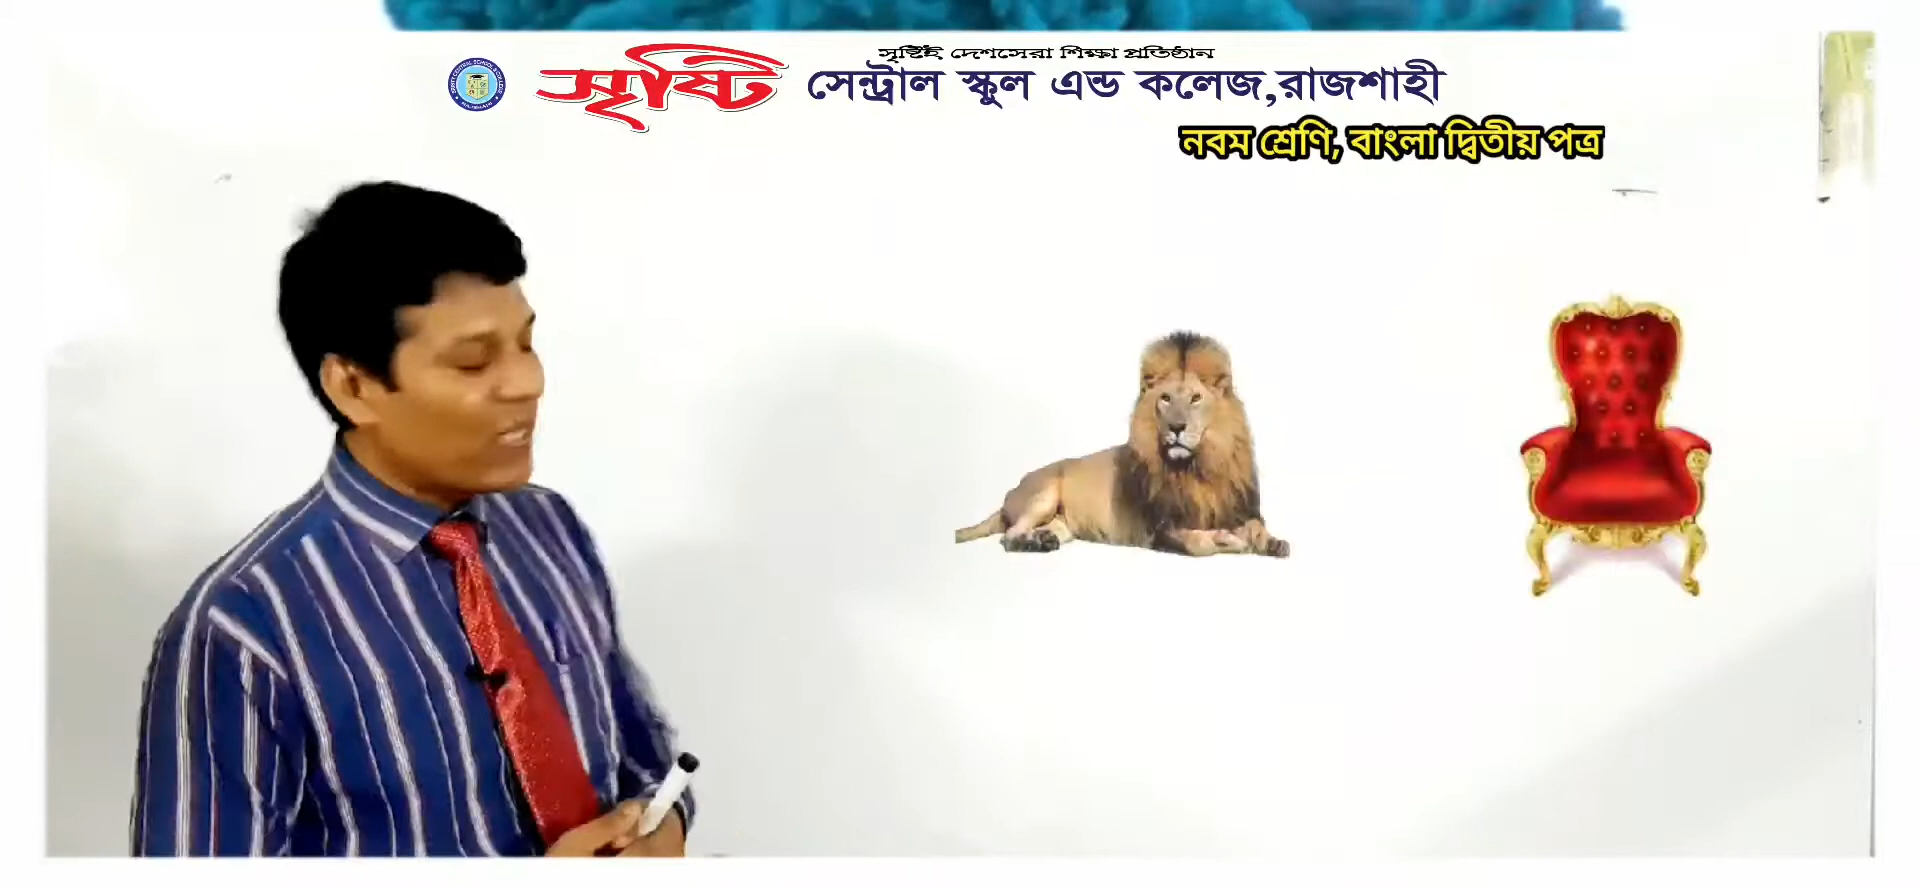 সৃষ্টিই দেশসেরা শিক্ষা প্রতিষ্ঠান
সৃষ্টি সেন্ট্রাল স্কুল এন্ড কলেজ,রাজশাহী
নবম শ্রেণি, বাংলা দ্বিতীয় পত্র